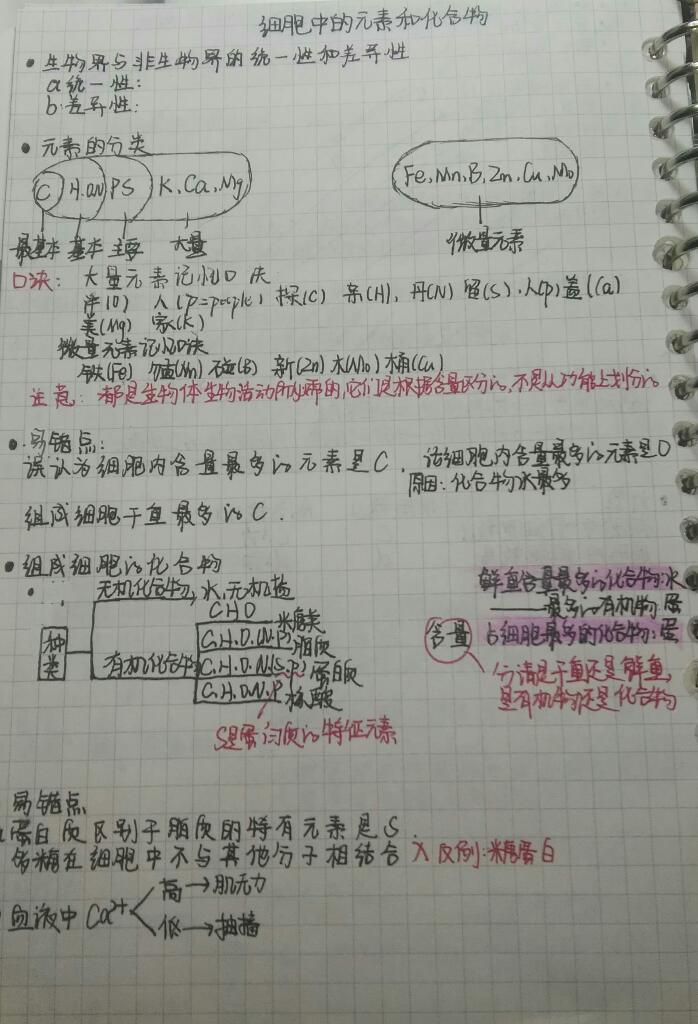 细胞中的元素和化合物
• 生物界与非生物界的统一性和差异性
a 统一性:
b 差异性:
• 元素的分类
C H.O.N P S K、Ca、Mg
Fe、Mn、B、Zn、Cu、Mo
最基本 基本 主要 大量
微量元素
口诀: 大量元素记忆口诀
洋(O) 人(P=people) 探(C) 亲(H), 丹(N) 留(S), 人(P) 盖(Ca)
美(Mg) 家(K)
微量元素记忆口诀
铁(Fe) 猛(Mn) 碰(B) 新(Zn) 木(Mo) 桶(Cu)
注意: 都是生物体生物活动所必需的,它们是根据含量区分的,不是从功能上划分的
• 易错点:
误认为细胞内含量最多的元素是C. 活细胞内含量最多的元素是O
原因:化合物水最多
组成细胞干重最多的C.
• 组成细胞的化合物
无机化合物:水,无机盐
种类
CHO 糖类
C.H.O.(N.P) 脂质
有机化合物 C.H.O.N(S.P) 蛋白质
C.H.O.N.P 核酸
S是蛋白质的特征元素
鲜重含量最多的化合物:水
—— 最多的有机物:蛋
占细胞最多的化合物:蛋
含量
分清是干重还是鲜重,
是有机物还是化合物
易错点
蛋白质区别于脂质的特有元素是S.
多糖在细胞中不与其他分子相结合 X 反例:糖蛋白
血液中Ca²⁺ 高→肌无力
低→抽搐